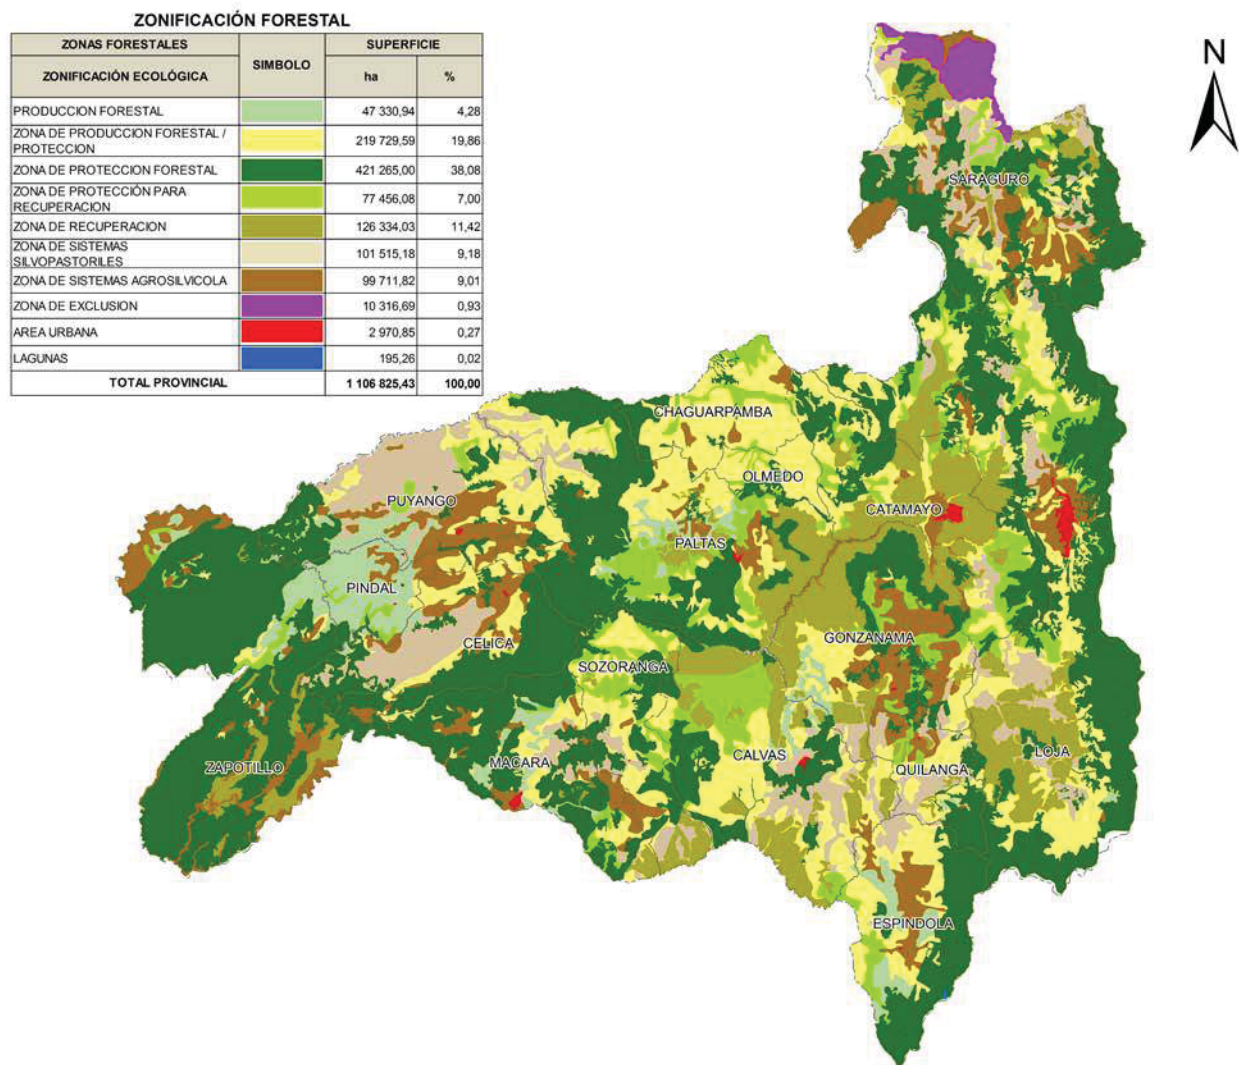 ZONIFICACIÓN FORESTAL
ZONAS FORESTALES SIMBOLO SUPERFICIE
ZONIFICACIÓN ECOLÓGICA ha %
PRODUCCION FORESTAL 47 330,94 4,28
ZONA DE PRODUCCION FORESTAL /
PROTECCION 219 729,59 19,86
ZONA DE PROTECCION FORESTAL 421 265,00 38,08
ZONA DE PROTECCIÓN PARA
RECUPERACION 77 456,08 7,00
ZONA DE RECUPERACION 126 334,03 11,42
ZONA DE SISTEMAS
SILVOPASTORILES 101 515,18 9,18
ZONA DE SISTEMAS AGROSILVICOLA 99 711,82 9,01
ZONA DE EXCLUSION 10 316,69 0,93
AREA URBANA 2 970,85 0,27
LAGUNAS 195,26 0,02
TOTAL PROVINCIAL 1 106 825,43 100,00
N
SARAGURO
CHAGUARPAMBA
OLMEDO
PUYANGO
CATAMAYO
PALTAS
PINDAL
GONZANAMA
CELICA
SOZORANGA
LOJA
CALVAS
MACARA
QUILANGA
ZAPOTILLO
ESPINDOLA